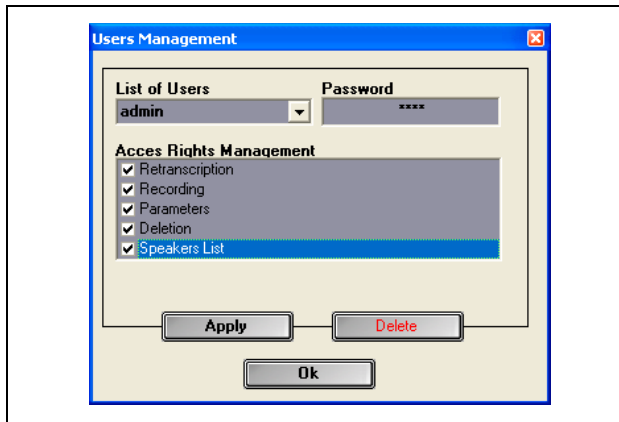 Users Management
List of Users Password
admin ****
Acces Rights Management
Retranscription
Recording
Parameters
Deletion
Speakers List
Apply Delete
Ok